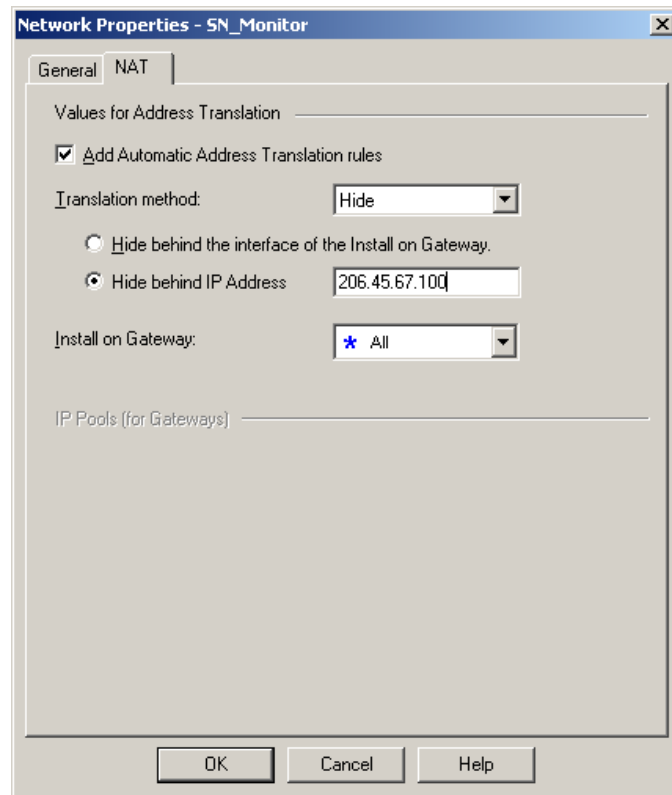 Network Properties - SN_Monitor
General NAT
Values for Address Translation
Add Automatic Address Translation rules
Translation method: Hide
Hide behind the interface of the Install on Gateway.
Hide behind IP Address 206.45.67.100
Install on Gateway: * All
IP Pools (for Gateways)
OK Cancel Help